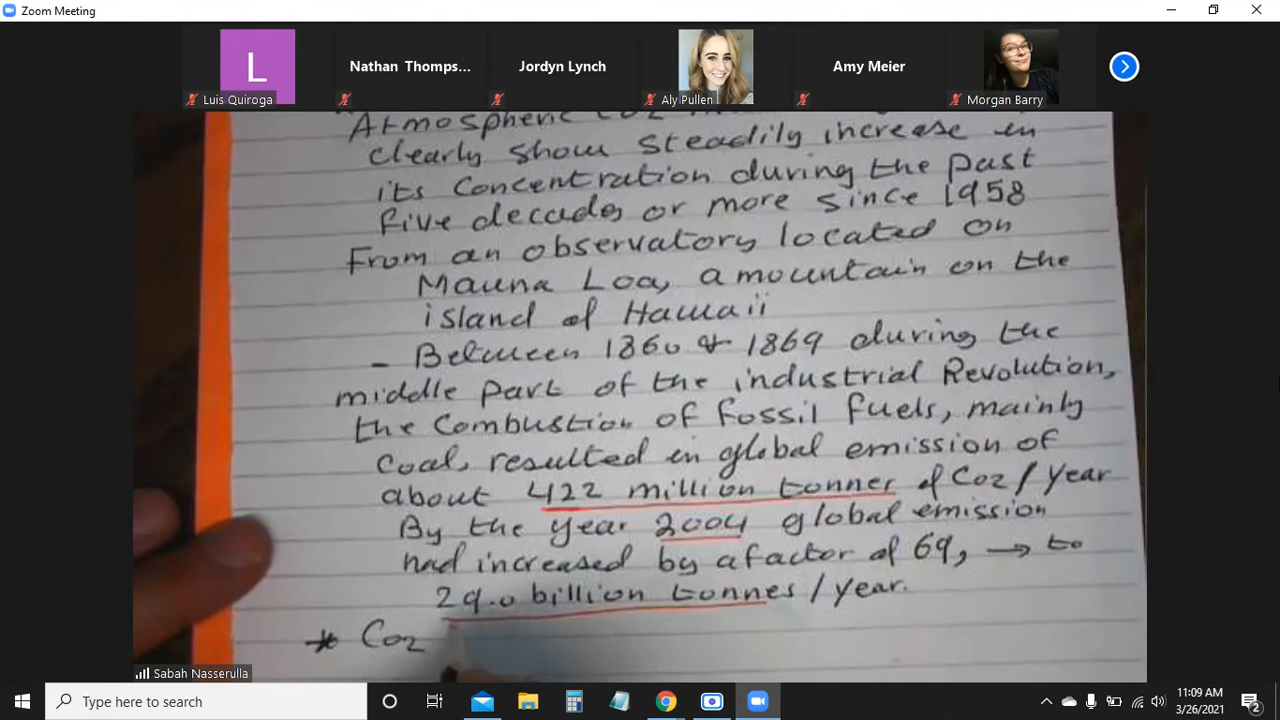 Zoom Meeting
L
Luis Quiroga
Nathan Thomps...
Jordyn Lynch
Aly Pullen
Amy Meier
Morgan Barry
Atmospheric Co2
clearly show steadily increase in
its concentration during the past
five decades or more since 1958
From an observatory located on
Mauna Loa, a mountain on the
island of Hawaii
- Between 1860 & 1869 during the
middle part of the industrial Revolution,
the Combustion of Fossil fuels, mainly
Coal, resulted in global emission of
about 422 million tonnes of Co2 / year
By the year 2004 global emission
had increased by a factor of 69, → to
29.0 billion tonnes / year.
* Co2
Sabah Nasserulla
Type here to search
11:09 AM
3/26/2021
2